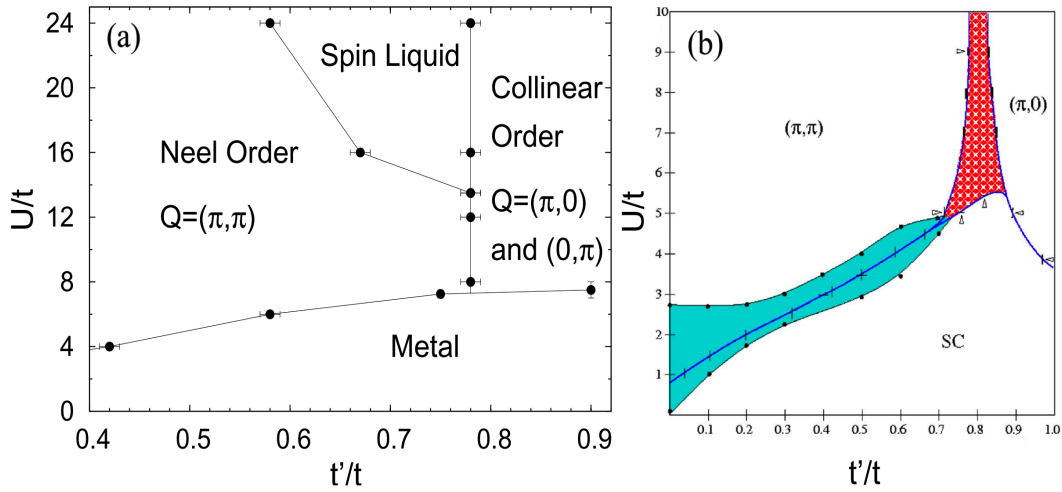 (a)
Spin Liquid
Collinear
Order
Neel Order
Q=(π,π)
Q=(π,0)
and (0,π)
Metal
U/t
24
20
16
12
8
4
0
0.4 0.5 0.6 0.7 0.8 0.9
t'/t
(b)
(π,π)
(π,0)
SC
U/t
10
9
8
7
6
5
4
3
2
1
0.1 0.2 0.3 0.4 0.5 0.6 0.7 0.8 0.9 1.0
t'/t